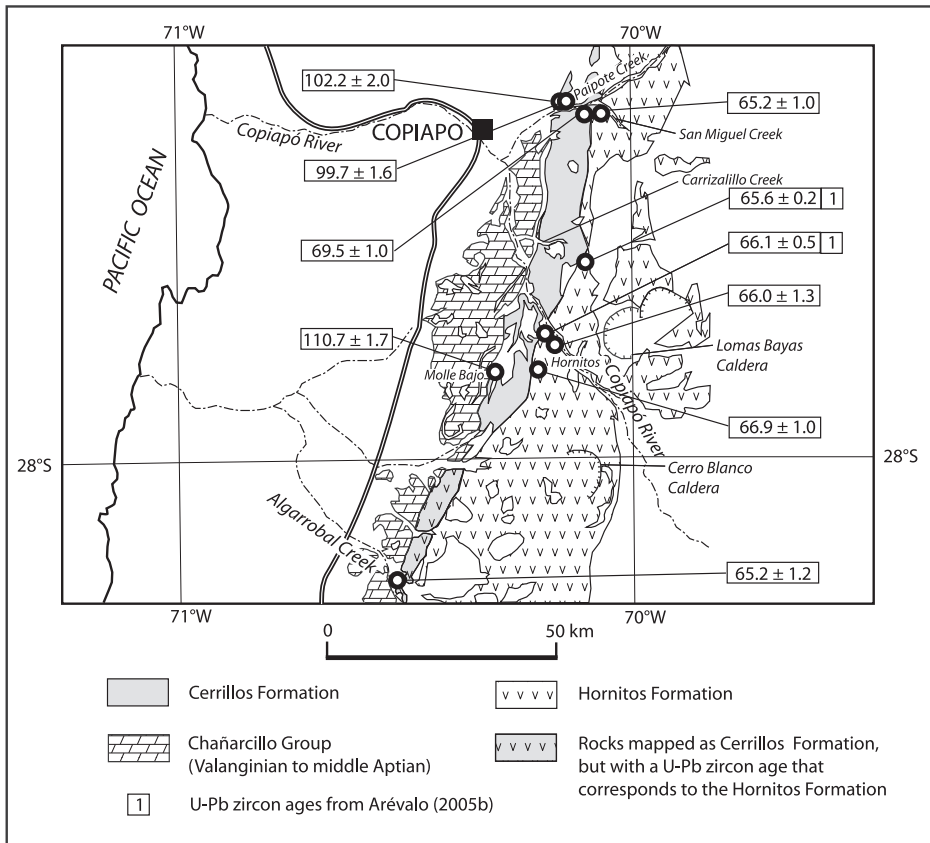 71°W
70°W
102.2 ± 2.0
Paipote Creek
65.2 ± 1.0
Copiapó River
COPIAPO
San Miguel Creek
99.7 ± 1.6
Carrizalillo Creek
PACIFIC OCEAN
65.6 ± 0.2 1
69.5 ± 1.0
66.1 ± 0.5 1
66.0 ± 1.3
110.7 ± 1.7
Lomas Bayas
Caldera
Hornitos
Molle Bajo
Copiapó River
66.9 ± 1.0
28°S
28°S
Cerro Blanco
Caldera
Algarrobal Creek
65.2 ± 1.2
71°W
70°W
0
50 km
Cerrillos Formation
Hornitos Formation
Chañarcillo Group
(Valanginian to middle Aptian)
Rocks mapped as Cerrillos Formation,
but with a U-Pb zircon age that
corresponds to the Hornitos Formation
1 U-Pb zircon ages from Arévalo (2005b)